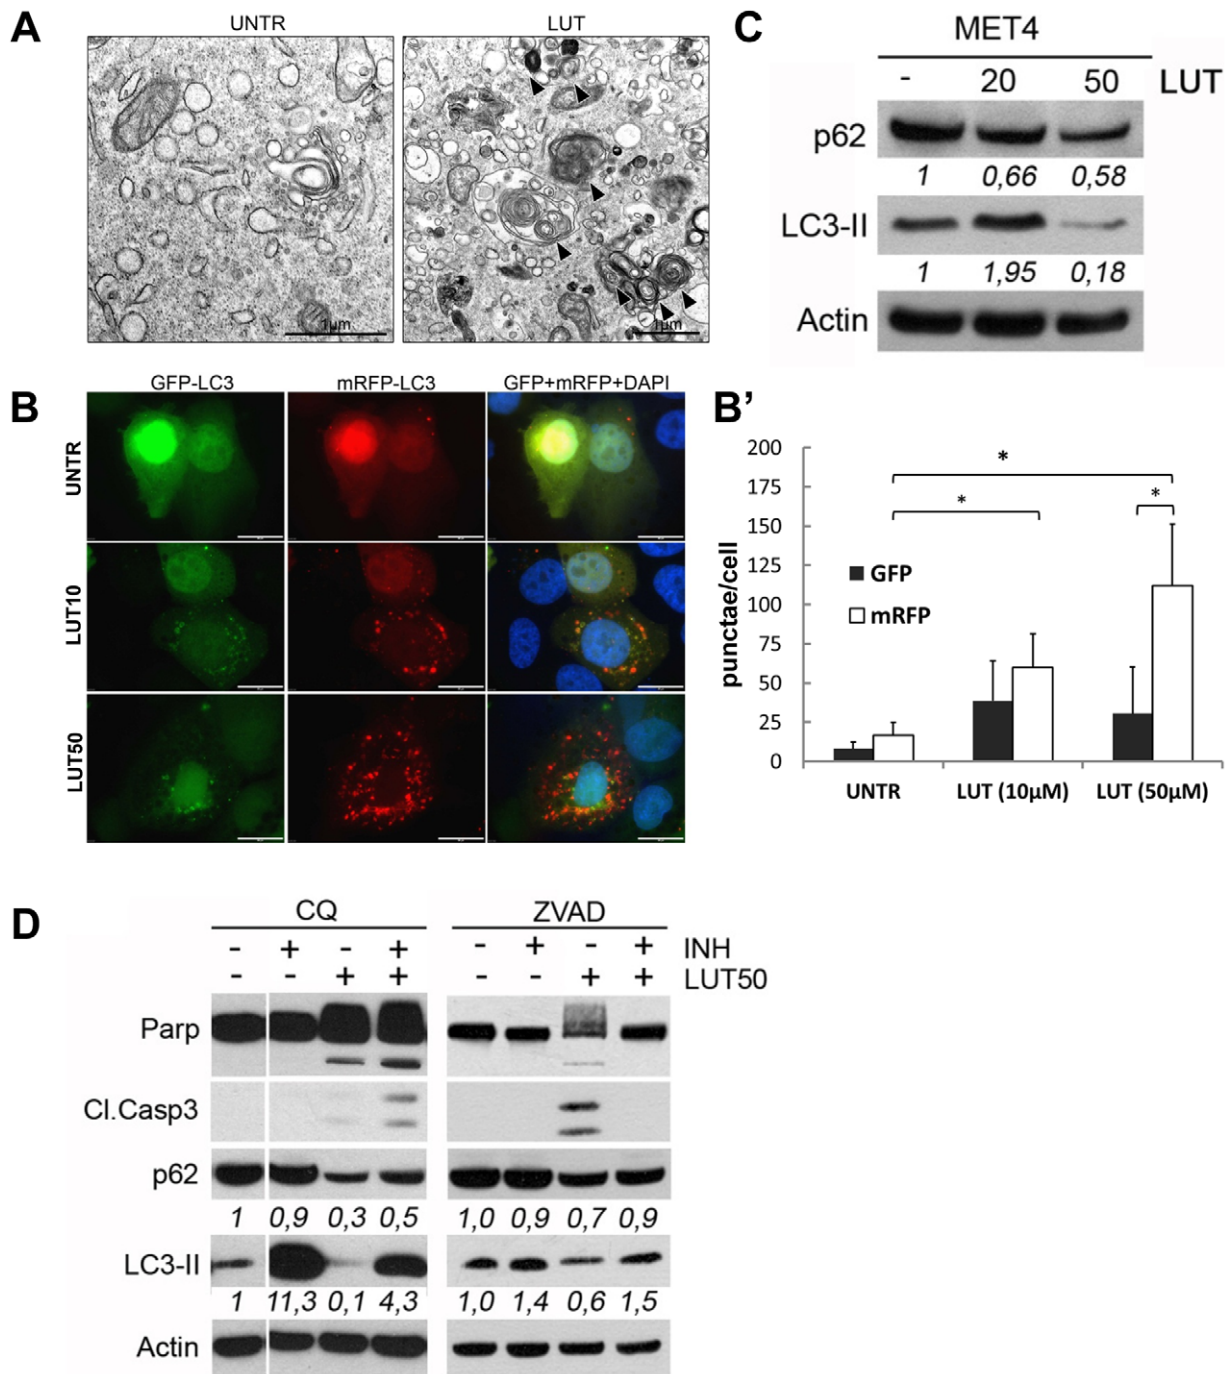 A
UNTR
LUT
1µm
1µm
C
MET4
- 20 50 LUT
p62
1 0,66 0,58
LC3-II
1 1,95 0,18
Actin
B
GFP-LC3
mRFP-LC3
GFP+mRFP+DAPI
UNTR
LUT10
LUT50
B’
200
175
150
125
100
75
50
25
0
punctae/cell
* * *
GFP
mRFP
UNTR
LUT (10µM)
LUT (50µM)
D
CQ
ZVAD
- + - + - + - + INH
- - + + - - + + LUT50
Parp
Cl.Casp3
p62
1 0,9 0,3 0,5 1,0 0,9 0,7 0,9
LC3-II
1 11,3 0,1 4,3 1,0 1,4 0,6 1,5
Actin